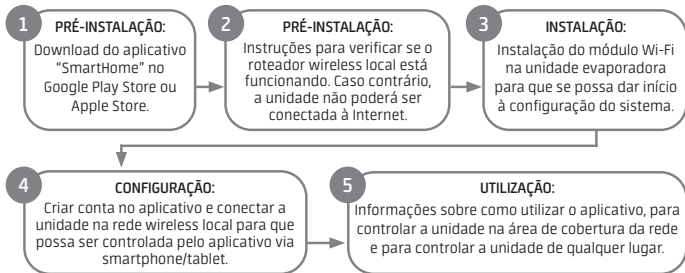 1
PRÉ-INSTALAÇÃO:
Download do aplicativo
"SmartHome" no
Google Play Store ou
Apple Store.
2
PRÉ-INSTALAÇÃO:
Instruções para verificar se o
roteador wireless local está
funcionando. Caso contrário,
a unidade não poderá ser
conectada à Internet.
3
INSTALAÇÃO:
Instalação do módulo Wi-Fi
na unidade evaporadora
para que se possa dar início
à configuração do sistema.
4
CONFIGURAÇÃO:
Criar conta no aplicativo e conectar a
unidade na rede wireless local para que
possa ser controlada pelo aplicativo via
smartphone/tablet.
5
UTILIZAÇÃO:
Informações sobre como utilizar o aplicativo, para
controlar a unidade na área de cobertura da rede
e para controlar a unidade de qualquer lugar.